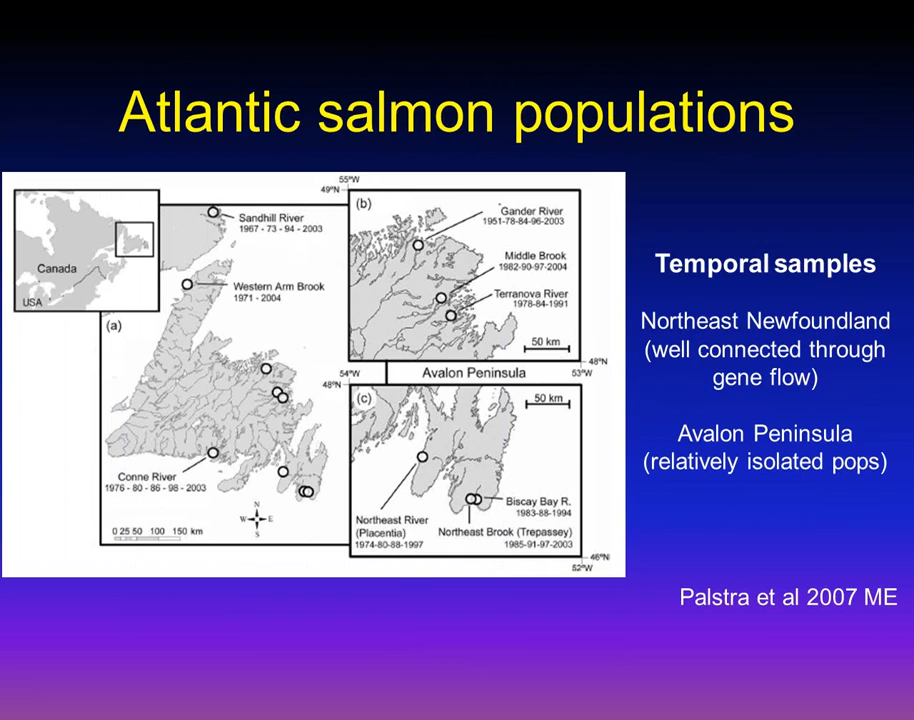 Atlantic salmon populations
55°W
49°N
Canada
USA
(a)
Sandhill River
1967 - 73 - 94 - 2003
Western Arm Brook
1971 - 2004
Conne River
1976 - 80 - 86 - 98 - 2003
0 25 50 100 150 km
N
W E
S
(b)
Gander River
1951-78-84-96-2003
Middle Brook
1982-90-97-2004
Terranova River
1978-84-1991
50 km
48°N
54°W
Avalon Peninsula
53°W
48°N
(c)
50 km
Biscay Bay R.
1983-88-1994
Northeast River
(Placentia)
1974-80-88-1997
Northeast Brook (Trepassey)
1985-91-97-2003
46°N
52°W
Temporal samples
Northeast Newfoundland
(well connected through
gene flow)
Avalon Peninsula
(relatively isolated pops)
Palstra et al 2007 ME